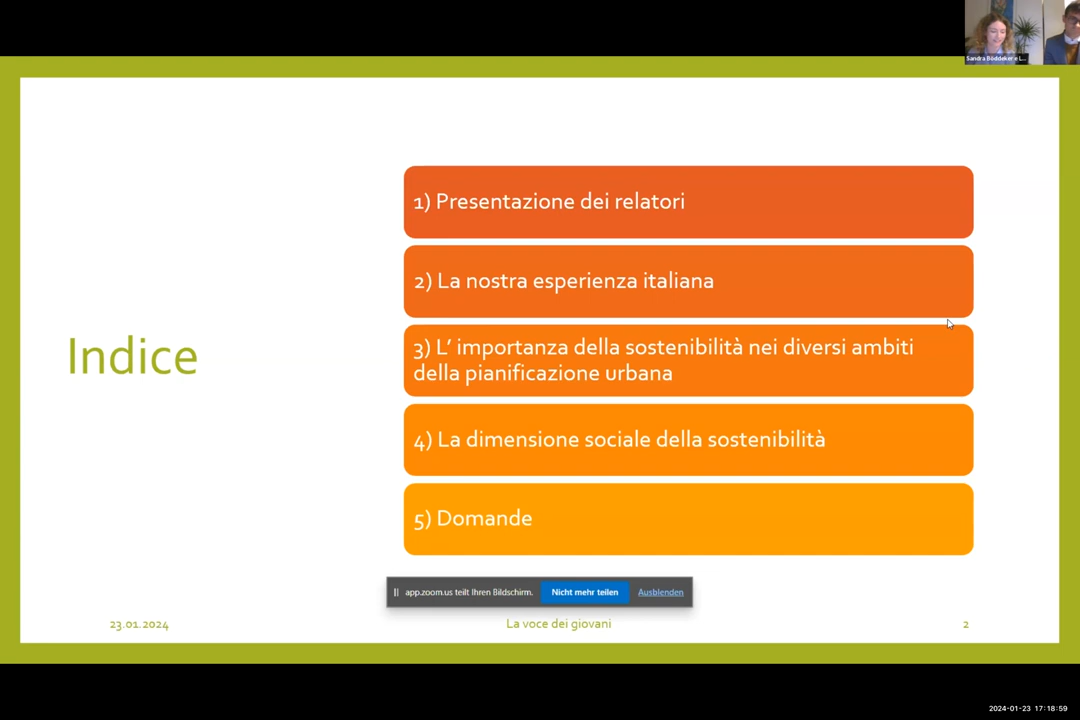 Sandra Böddeker e L...
1) Presentazione dei relatori
2) La nostra esperienza italiana
Indice
3) L’ importanza della sostenibilità nei diversi ambiti
della pianificazione urbana
4) La dimensione sociale della sostenibilità
5) Domande
app.zoom.us teilt Ihren Bildschirm. Nicht mehr teilen Ausblenden
23.01.2024 La voce dei giovani 2
2024-01-23 17:18:59